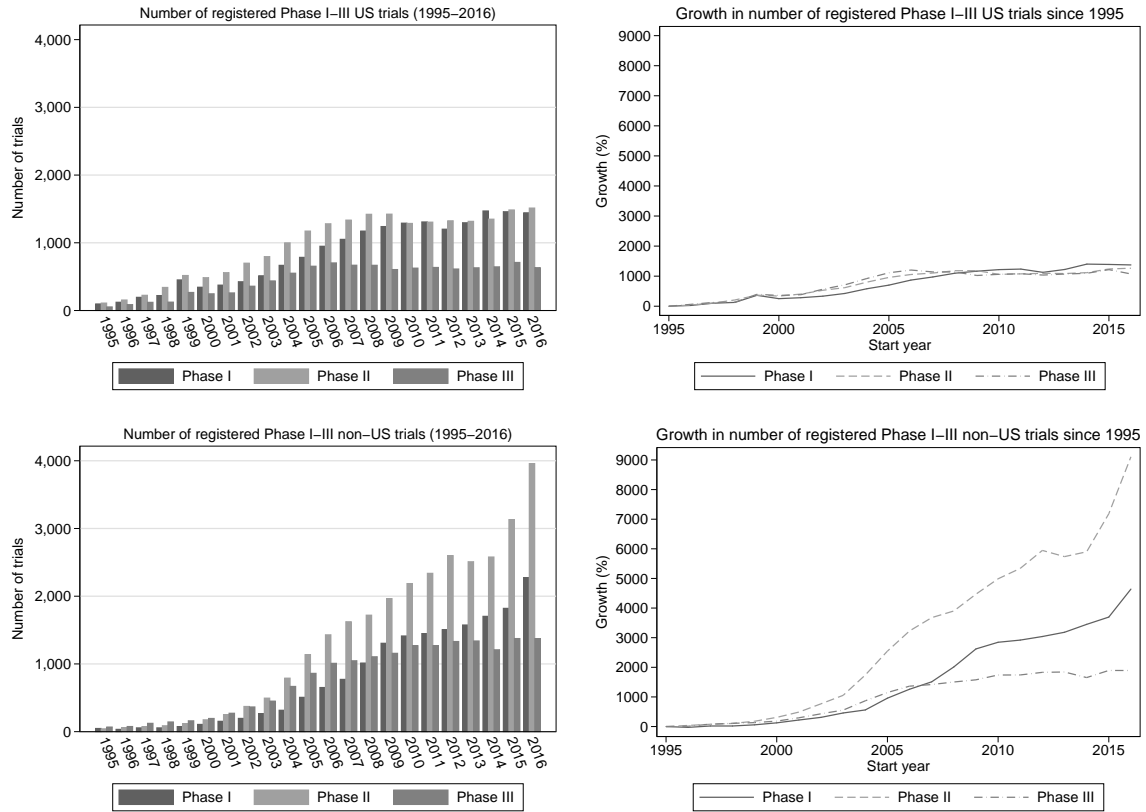 Number of registered Phase I−III US trials (1995−2016)
4,000
3,000
2,000
1,000
0
Number of trials
1995 1996 1997 1998 1999 2000 2001 2002 2003 2004 2005 2006 2007 2008 2009 2010 2011 2012 2013 2014 2015 2016
Phase I Phase II Phase III
Growth in number of registered Phase I−III US trials since 1995
9000
8000
7000
6000
5000
4000
3000
2000
1000
0
Growth (%)
1995 2000 2005 2010 2015
Start year
Phase I Phase II Phase III
Number of registered Phase I−III non−US trials (1995−2016)
4,000
3,000
2,000
1,000
0
Number of trials
1995 1996 1997 1998 1999 2000 2001 2002 2003 2004 2005 2006 2007 2008 2009 2010 2011 2012 2013 2014 2015 2016
Phase I Phase II Phase III
Growth in number of registered Phase I−III non−US trials since 1995
9000
8000
7000
6000
5000
4000
3000
2000
1000
0
Growth (%)
1995 2000 2005 2010 2015
Start year
Phase I Phase II Phase III